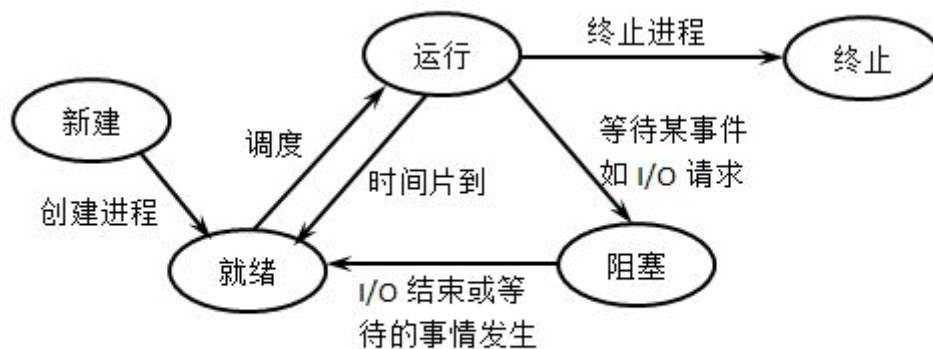 运行
终止进程
终止
新建
调度
等待某事件
如 I/O 请求
时间片到
创建进程
就绪
阻塞
I/O 结束或等
待的事情发生